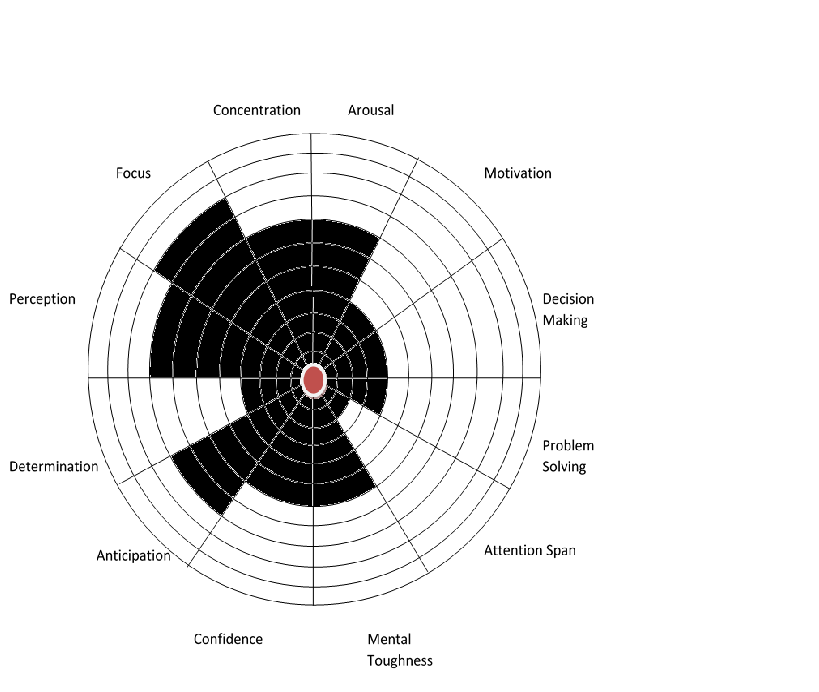 Concentration
Arousal
Focus
Motivation
Perception
Decision
Making
Determination
Problem
Solving
Anticipation
Attention Span
Confidence
Mental
Toughness